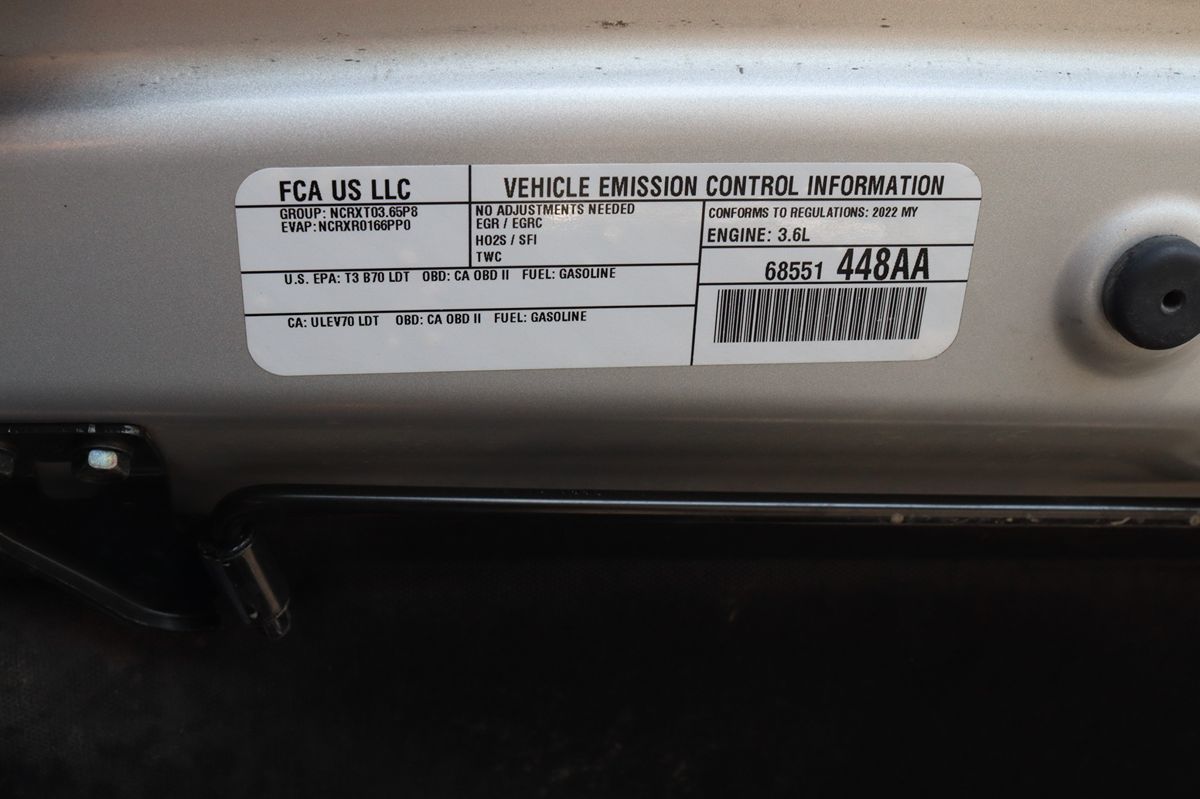 FCA US LLC
VEHICLE EMISSION CONTROL INFORMATION
GROUP: NCRXT03.65P8
EVAP: NCRXR0166PP0
NO ADJUSTMENTS NEEDED
EGR / EGRC
HO2S / SFI
TWC
CONFORMS TO REGULATIONS: 2022 MY
ENGINE: 3.6L
68551 448AA
U.S. EPA: T3 B70 LDT OBD: CA OBD II FUEL: GASOLINE
CA: ULEV70 LDT OBD: CA OBD II FUEL: GASOLINE